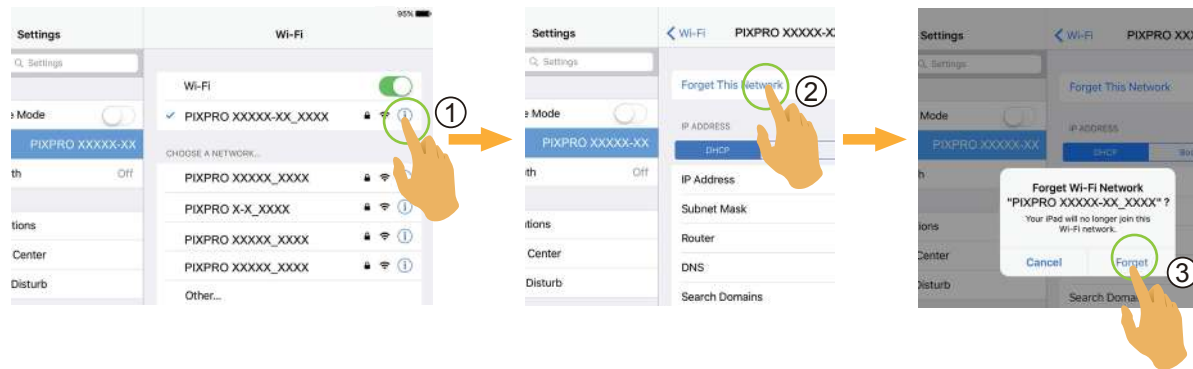 95%
Settings
Wi-Fi
Settings
Wi-Fi
Mode
PIXPRO XXXXX-XX_XXXX
PIXPRO XXXXX-XX
CHOOSE A NETWORK...
th
Off
PIXPRO XXXXX_XXXX
PIXPRO X-X_XXXX
tions
PIXPRO XXXXX_XXXX
Center
PIXPRO XXXXX_XXXX
Disturb
Other...
①
Settings
Wi-Fi
PIXPRO XXXXX-X
Settings
Forget This Network
Mode
IP ADDRESS
PIXPRO XXXXX-XX
DHCP
th
Off
IP Address
Subnet Mask
tions
Router
Center
DNS
Disturb
Search Domains
②
Settings
Wi-Fi
PIXPRO XXX
Settings
Forget This Network
Mode
IP ADDRESS
PIXPRO XXXXX-XX
DHCP
Boo
h
Forget Wi-Fi Network
"PIXPRO XXXXX-XX_XXXX" ?
Your iPad will no longer join this
Wi-Fi network.
Cancel
Forget
ions
Center
Disturb
Search Doma
③